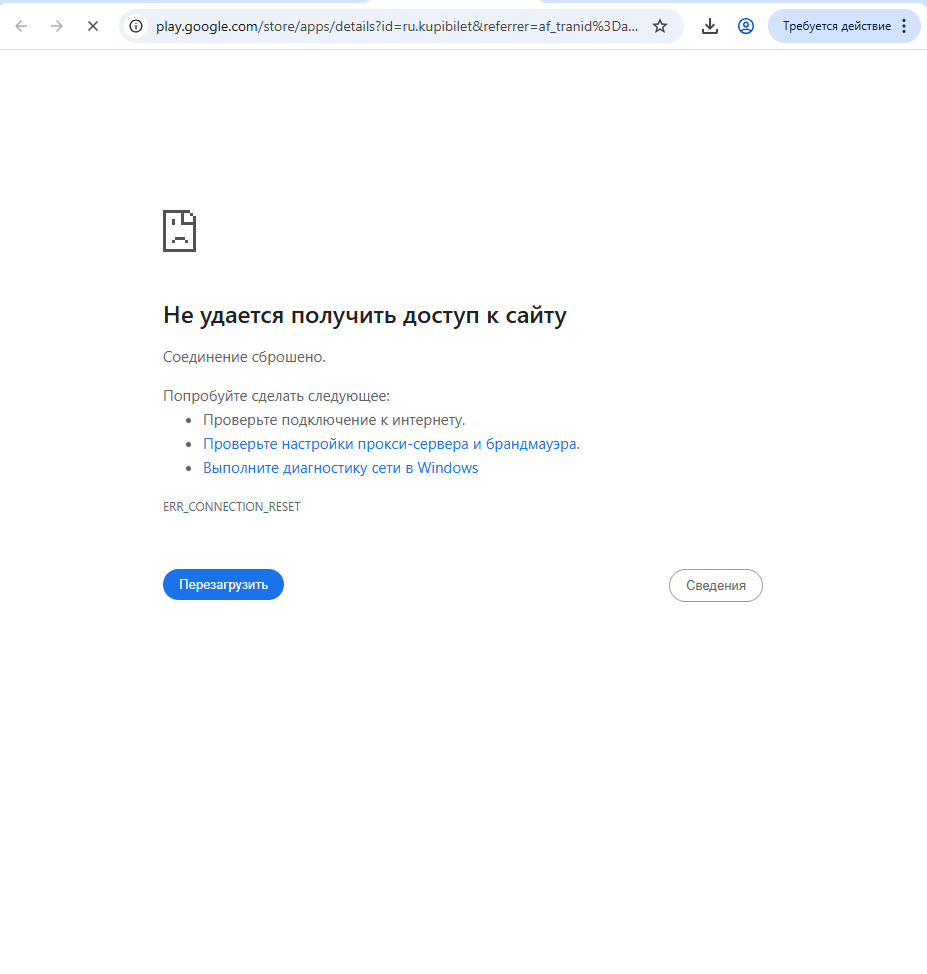 play.google.com/store/apps/details?id=ru.kupibilet&referrer=af_tranid%3Da...
Требуется действие
Не удается получить доступ к сайту
Соединение сброшено.
Попробуйте сделать следующее:
Проверьте подключение к интернету.
Проверьте настройки прокси-сервера и брандмауэра.
Выполните диагностику сети в Windows
ERR_CONNECTION_RESET
Перезагрузить
Сведения